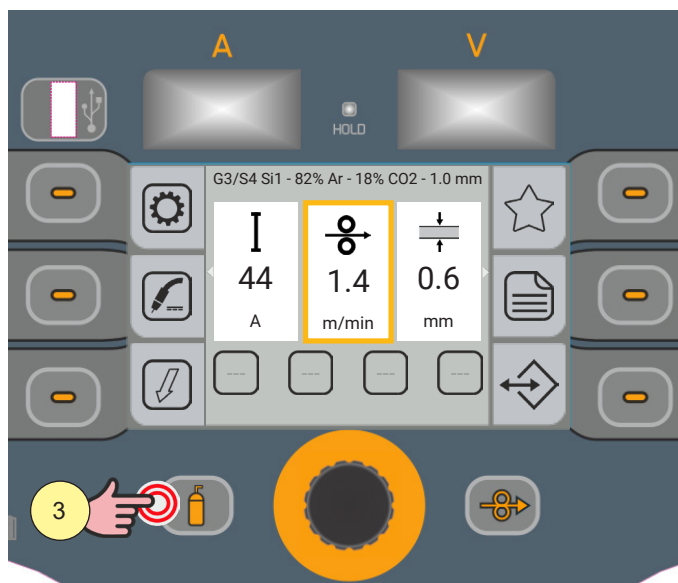 A V
HOLD
G3/S4 Si1 - 82% Ar - 18% CO2 - 1.0 mm
44 1.4 0.6
A m/min mm
--- --- --- ---
3